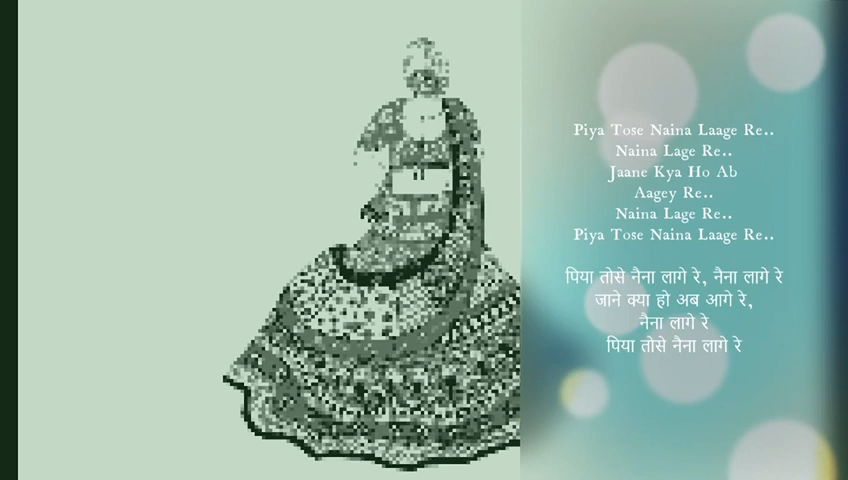 Piya Tose Naina Laage Re..
Naina Lage Re..
Jaane Kya Ho Ab
Aagey Re..
Naina Lage Re..
Piya Tose Naina Laage Re..
पिया तोसे नैना लागे रे, नैना लागे रे
जाने क्या हो अब आगे रे,
नैना लागे रे
पिया तोसे नैना लागे रे